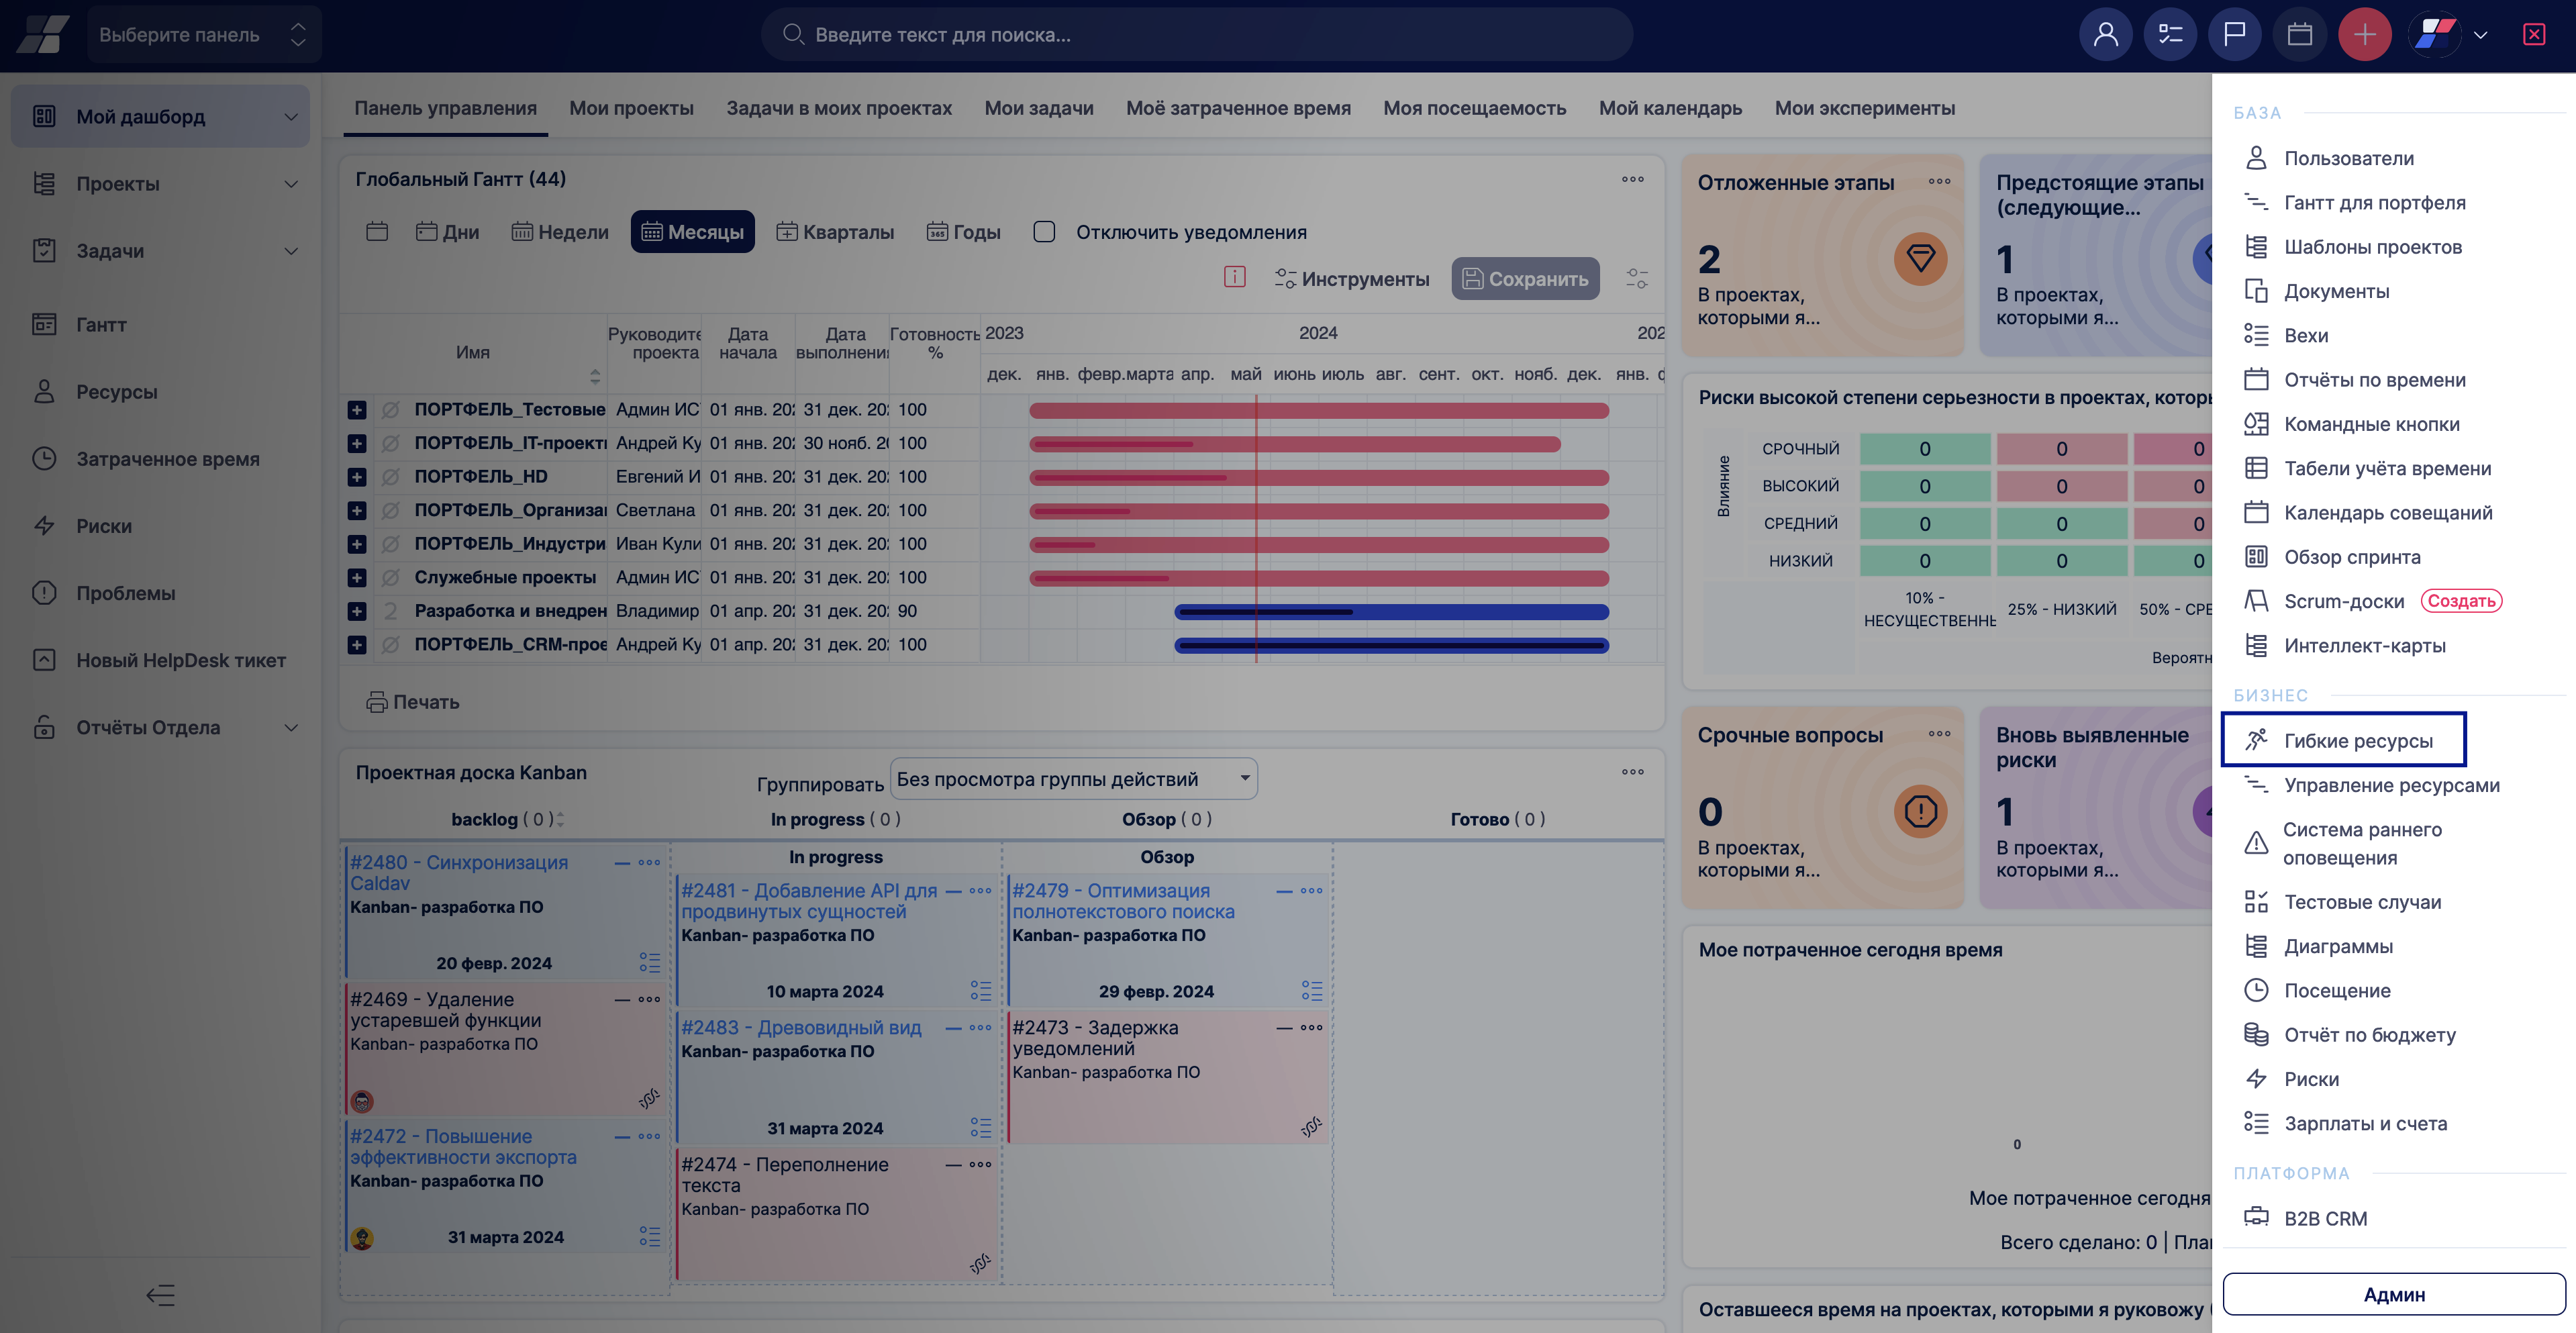 Выберите панель
Введите текст для поиска...
Мой дашборд
Проекты
Задачи
Гантт
Ресурсы
Затраченное время
Риски
Проблемы
Новый HelpDesk тикет
Отчёты Отдела
Панель управления Мои проекты Задачи в моих проектах Мои задачи Моё затраченное время Моя посещаемость Мой календарь Мои эксперименты
Глобальный Гантт (44)
Дни Недели Месяцы Кварталы Годы Отключить уведомления
Инструменты Сохранить
Имя Руководите проекта Дата начала Дата выполнени Готовность %
2023 2024 202
дек. янв. февр. марта апр. май июнь июль авг. сент. окт. нояб. дек. янв.
ПОРТФЕЛЬ_Тестовые Админ ИС 01 янв. 20 31 дек. 20 100
ПОРТФЕЛЬ_IT-проект Андрей Ку 01 янв. 20 30 нояб. 2 100
ПОРТФЕЛЬ_HD Евгений И 01 янв. 20 31 дек. 20 100
ПОРТФЕЛЬ_Организа Светлана 01 янв. 20 31 дек. 20 100
ПОРТФЕЛЬ_Индустри Иван Кули 01 янв. 20 31 дек. 20 100
Служебные проекты Админ ИС 01 янв. 20 31 дек. 20 100
2 Разработка и внедрен Владимир 01 апр. 20 31 дек. 20 90
ПОРТФЕЛЬ_CRM-прое Андрей Ку 01 апр. 20 31 дек. 20 100
Печать
Проектная доска Kanban
Группировать Без просмотра группы действий
backlog ( 0 ) In progress ( 0 ) Обзор ( 0 ) Готово ( 0 )
#2480 - Синхронизация
Caldav
Kanban- разработка ПО
20 февр. 2024
#2469 - Удаление
устаревшей функции
Kanban- разработка ПО
#2472 - Повышение
эффективности экспорта
Kanban- разработка ПО
31 марта 2024
In progress
#2481 - Добавление API для
продвинутых сущностей
Kanban- разработка ПО
10 марта 2024
#2483 - Древовидный вид
Kanban- разработка ПО
31 марта 2024
#2474 - Переполнение
текста
Kanban- разработка ПО
Обзор
#2479 - Оптимизация
полнотекстового поиска
Kanban- разработка ПО
29 февр. 2024
#2473 - Задержка
уведомлений
Kanban- разработка ПО
Отложенные этапы
2
В проектах,
которыми я...
Предстоящие этапы
(следующие...
1
В проектах,
которыми я...
Риски высокой степени серьезности в проектах, котор
Влияние
СРОЧНЫЙ 0 0 0
ВЫСОКИЙ 0 0 0
СРЕДНИЙ 0 0 0
НИЗКИЙ 0 0 0
10% -
НЕСУЩЕСТВЕНН 25% - НИЗКИЙ 50% - СРЕ
Вероятн
Срочные вопросы
0
В проектах,
которыми я...
Вновь выявленные
риски
1
В проектах,
которыми я...
Мое потраченное сегодня время
0
Мое потраченное сегодня
Всего сделано: 0 | Пла
Оставшееся время на проектах, которыми я руковожу
БАЗА
Пользователи
Гантт для портфеля
Шаблоны проектов
Документы
Вехи
Отчёты по времени
Командные кнопки
Табели учёта времени
Календарь совещаний
Обзор спринта
Scrum-доски Создать
Интеллект-карты
БИЗНЕС
Гибкие ресурсы
Управление ресурсами
Система раннего
оповещения
Тестовые случаи
Диаграммы
Посещение
Отчёт по бюджету
Риски
Зарплаты и счета
ПЛАТФОРМА
B2B CRM
Админ